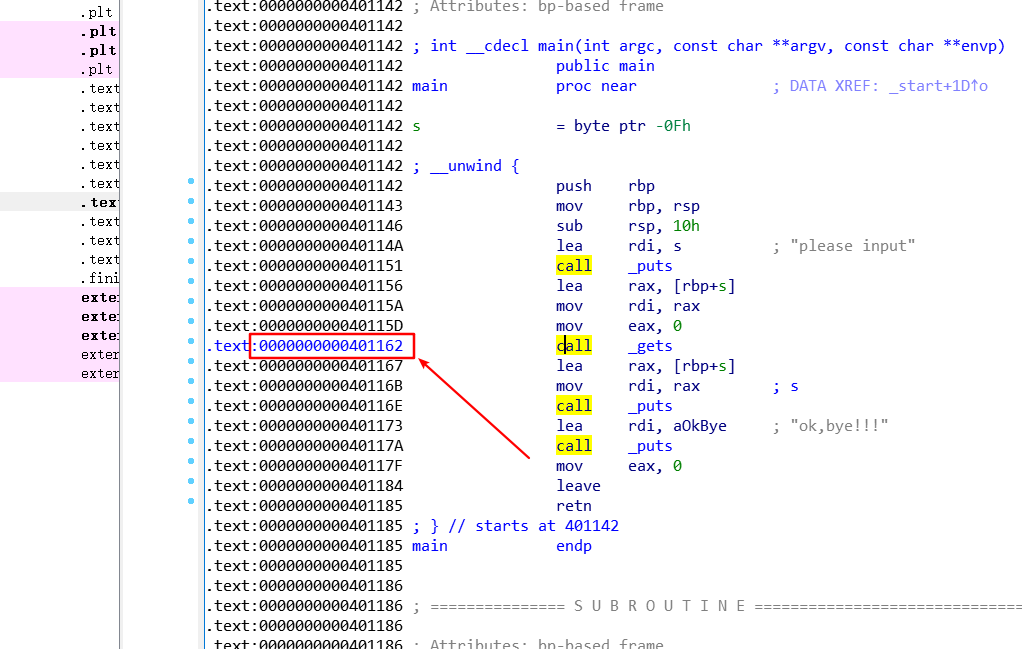 .plt
.plt
.plt
.plt
.text
.text
.text
.text
.text
.text
.tex
.text
.text
.text
.fini
exte
exte
exte
exter
exter
.text:0000000000401142 ; Attributes: bp-based frame
.text:0000000000401142
.text:0000000000401142 ; int __cdecl main(int argc, const char **argv, const char **envp)
.text:0000000000401142 public main
.text:0000000000401142 main proc near ; DATA XREF: _start+1D↑o
.text:0000000000401142
.text:0000000000401142 s = byte ptr -0Fh
.text:0000000000401142
.text:0000000000401142 ; __unwind {
.text:0000000000401142 push rbp
.text:0000000000401143 mov rbp, rsp
.text:0000000000401146 sub rsp, 10h
.text:000000000040114A lea rdi, s ; "please input"
.text:0000000000401151 call _puts
.text:0000000000401156 lea rax, [rbp+s]
.text:000000000040115A mov rdi, rax
.text:000000000040115D mov eax, 0
.text:0000000000401162 call _gets
.text:0000000000401167 lea rax, [rbp+s]
.text:000000000040116B mov rdi, rax ; s
.text:000000000040116E call _puts
.text:0000000000401173 lea rdi, aOkBye ; "ok,bye!!!"
.text:000000000040117A call _puts
.text:000000000040117F mov eax, 0
.text:0000000000401184 leave
.text:0000000000401185 retn
.text:0000000000401185 ; } // starts at 401142
.text:0000000000401185 main endp
.text:0000000000401185
.text:0000000000401186
.text:0000000000401186 ; =============== S U B R O U T I N E =============================
.text:0000000000401186
.text:0000000000401186 ; Attributes: bp-based frame